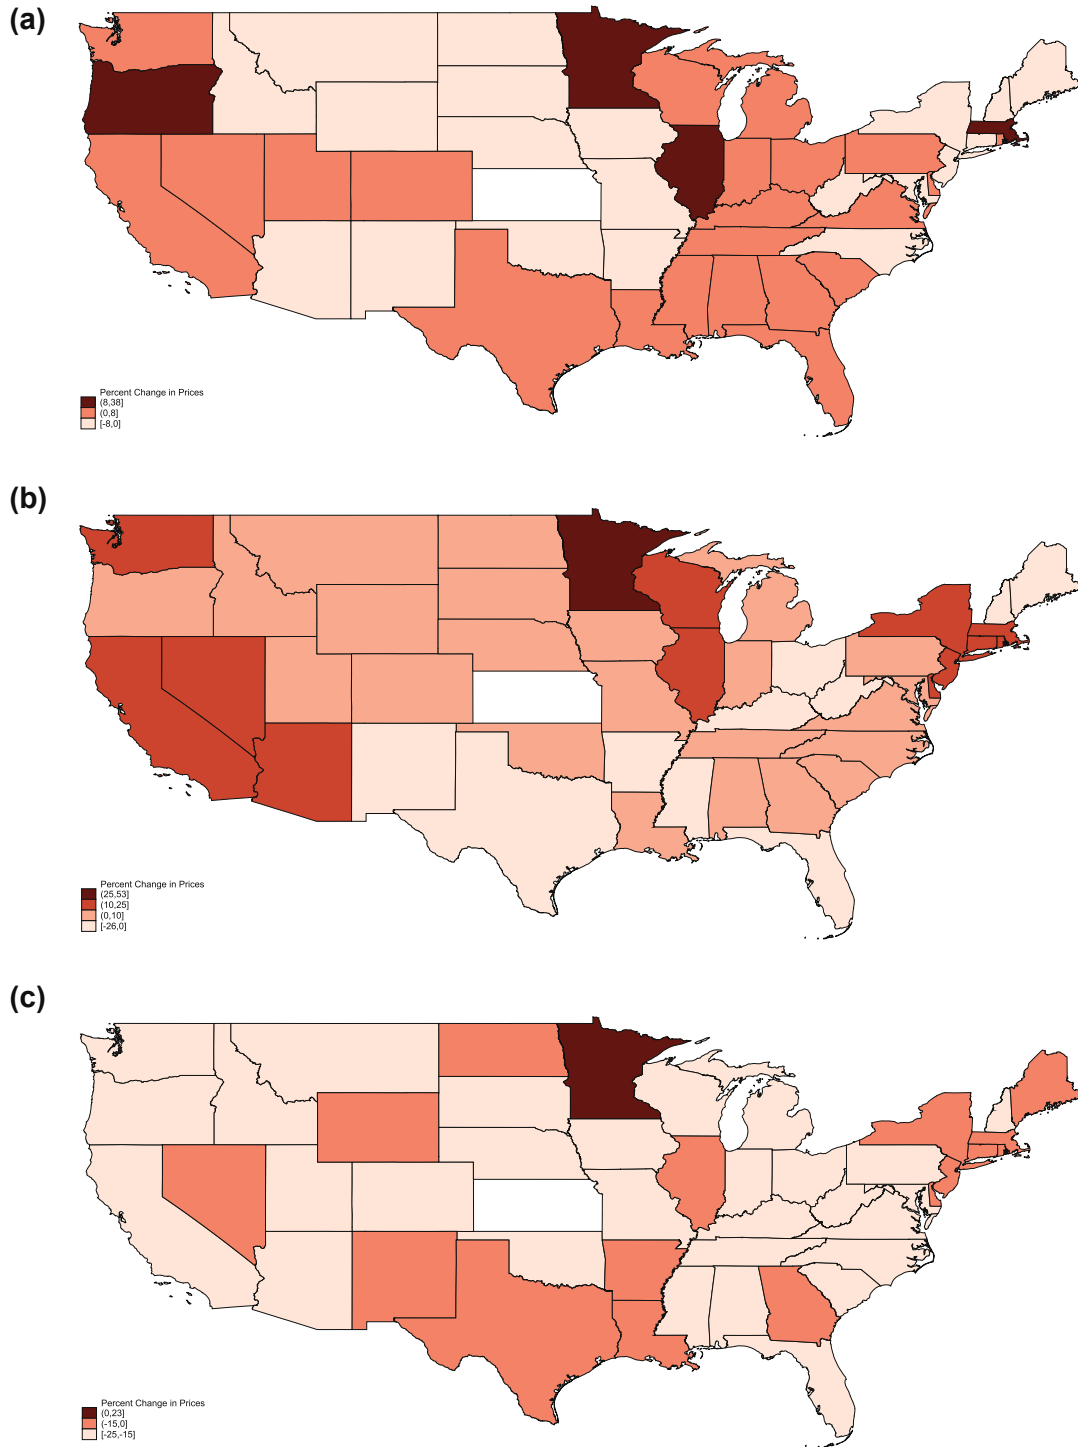 (a)
Percent Change in Prices
(8,38]
(0,8]
[-8,0]
(b)
Percent Change in Prices
(25,53]
(10,25]
(0,10]
[-26,0]
(c)
Percent Change in Prices
(0,23]
(-15,0]
[-25,-15]